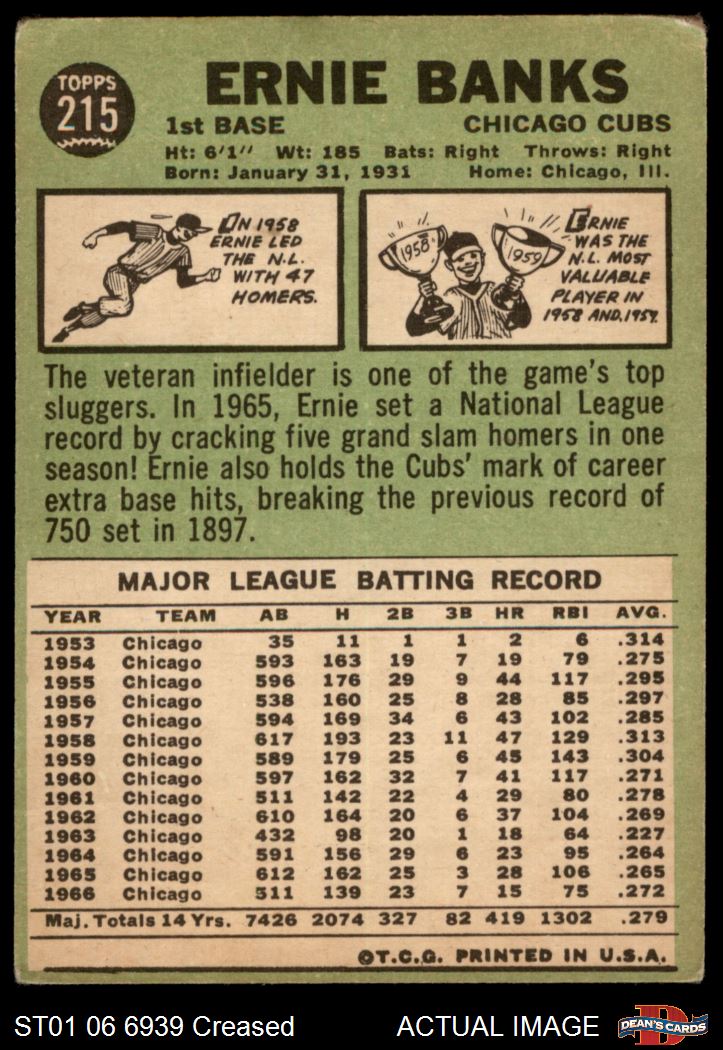 TOPPS
215
ERNIE BANKS
1st BASE CHICAGO CUBS
Ht: 6'1" Wt: 185 Bats: Right Throws: Right
Born: January 31, 1931 Home: Chicago, Ill.
IN 1958
ERNIE LED
THE N.L.
WITH 47
HOMERS.
1958
1959
ERNIE
WAS THE
N.L. MOST
VALUABLE
PLAYER IN
1958 AND, 1959.
The veteran infielder is one of the game's top
sluggers. In 1965, Ernie set a National League
record by cracking five grand slam homers in one
season! Ernie also holds the Cubs' mark of career
extra base hits, breaking the previous record of
750 set in 1897.
MAJOR LEAGUE BATTING RECORD
YEAR TEAM AB H 2B 3B HR RBI AVG.
1953 Chicago 35 11 1 1 2 6 .314
1954 Chicago 593 163 19 7 19 79 .275
1955 Chicago 596 176 29 9 44 117 .295
1956 Chicago 538 160 25 8 28 85 .297
1957 Chicago 594 169 34 6 43 102 .285
1958 Chicago 617 193 23 11 47 129 .313
1959 Chicago 589 179 25 6 45 143 .304
1960 Chicago 597 162 32 7 41 117 .271
1961 Chicago 511 142 22 4 29 80 .278
1962 Chicago 610 164 20 6 37 104 .269
1963 Chicago 432 98 20 1 18 64 .227
1964 Chicago 591 156 29 6 23 95 .264
1965 Chicago 612 162 25 3 28 106 .265
1966 Chicago 511 139 23 7 15 75 .272
Maj. Totals 14 Yrs. 7426 2074 327 82 419 1302 .279
©T.C.G. PRINTED IN U.S.A.
ST01 06 6939 Creased ACTUAL IMAGE
D
DEAN'S CARDS